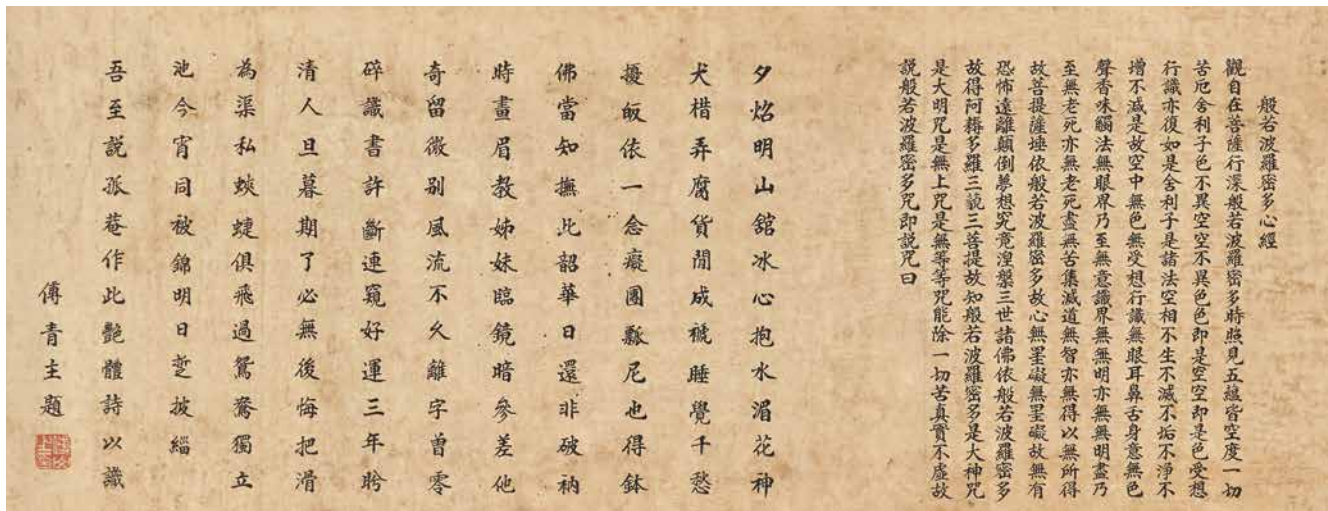 般若波羅密多心經
觀自在菩薩行深般若波羅密多時照見五蘊皆空度一切
苦厄舍利子色不異空空不異色色即是空空即是色受想
行識亦復如是舍利子是諸法空相不生不滅不垢不淨不
增不減是故空中無色無受想行識無眼耳鼻舌身意無色
聲香味觸法無眼界乃至無意識界無無明亦無無明盡乃
至無老死亦無老死盡無苦集滅道無智亦無得以無所得
故菩提薩埵依般若波羅密多故心無罣礙無罣礙故無有
恐怖遠離顛倒夢想究竟涅槃三世諸佛依般若波羅密多
故得阿耨多羅三藐三菩提故知般若波羅密多是大神咒
是大明咒是無上咒是無等等咒能除一切苦真實不虛故
說般若波羅密多咒即說咒曰
夕焰明山舘冰心抱水湄花神
犬楷弄腐貨閒成褫睡覺千愁
擾皈依一念癡團瓢尼也得鉢
佛當知撫此韶華日還非破衲
時畫眉教姊妹臨鏡暗參差他
奇留微別風流不久離字曾零
碎識書許斷連窺好運三年盻
清人旦暮期了必無後悔把滑
為渠私蛺蜨俱飛過鴛鴦獨立
池今宵同被錦明日披緇
吾至説孤菴作此艷體詩以識
傅青主題